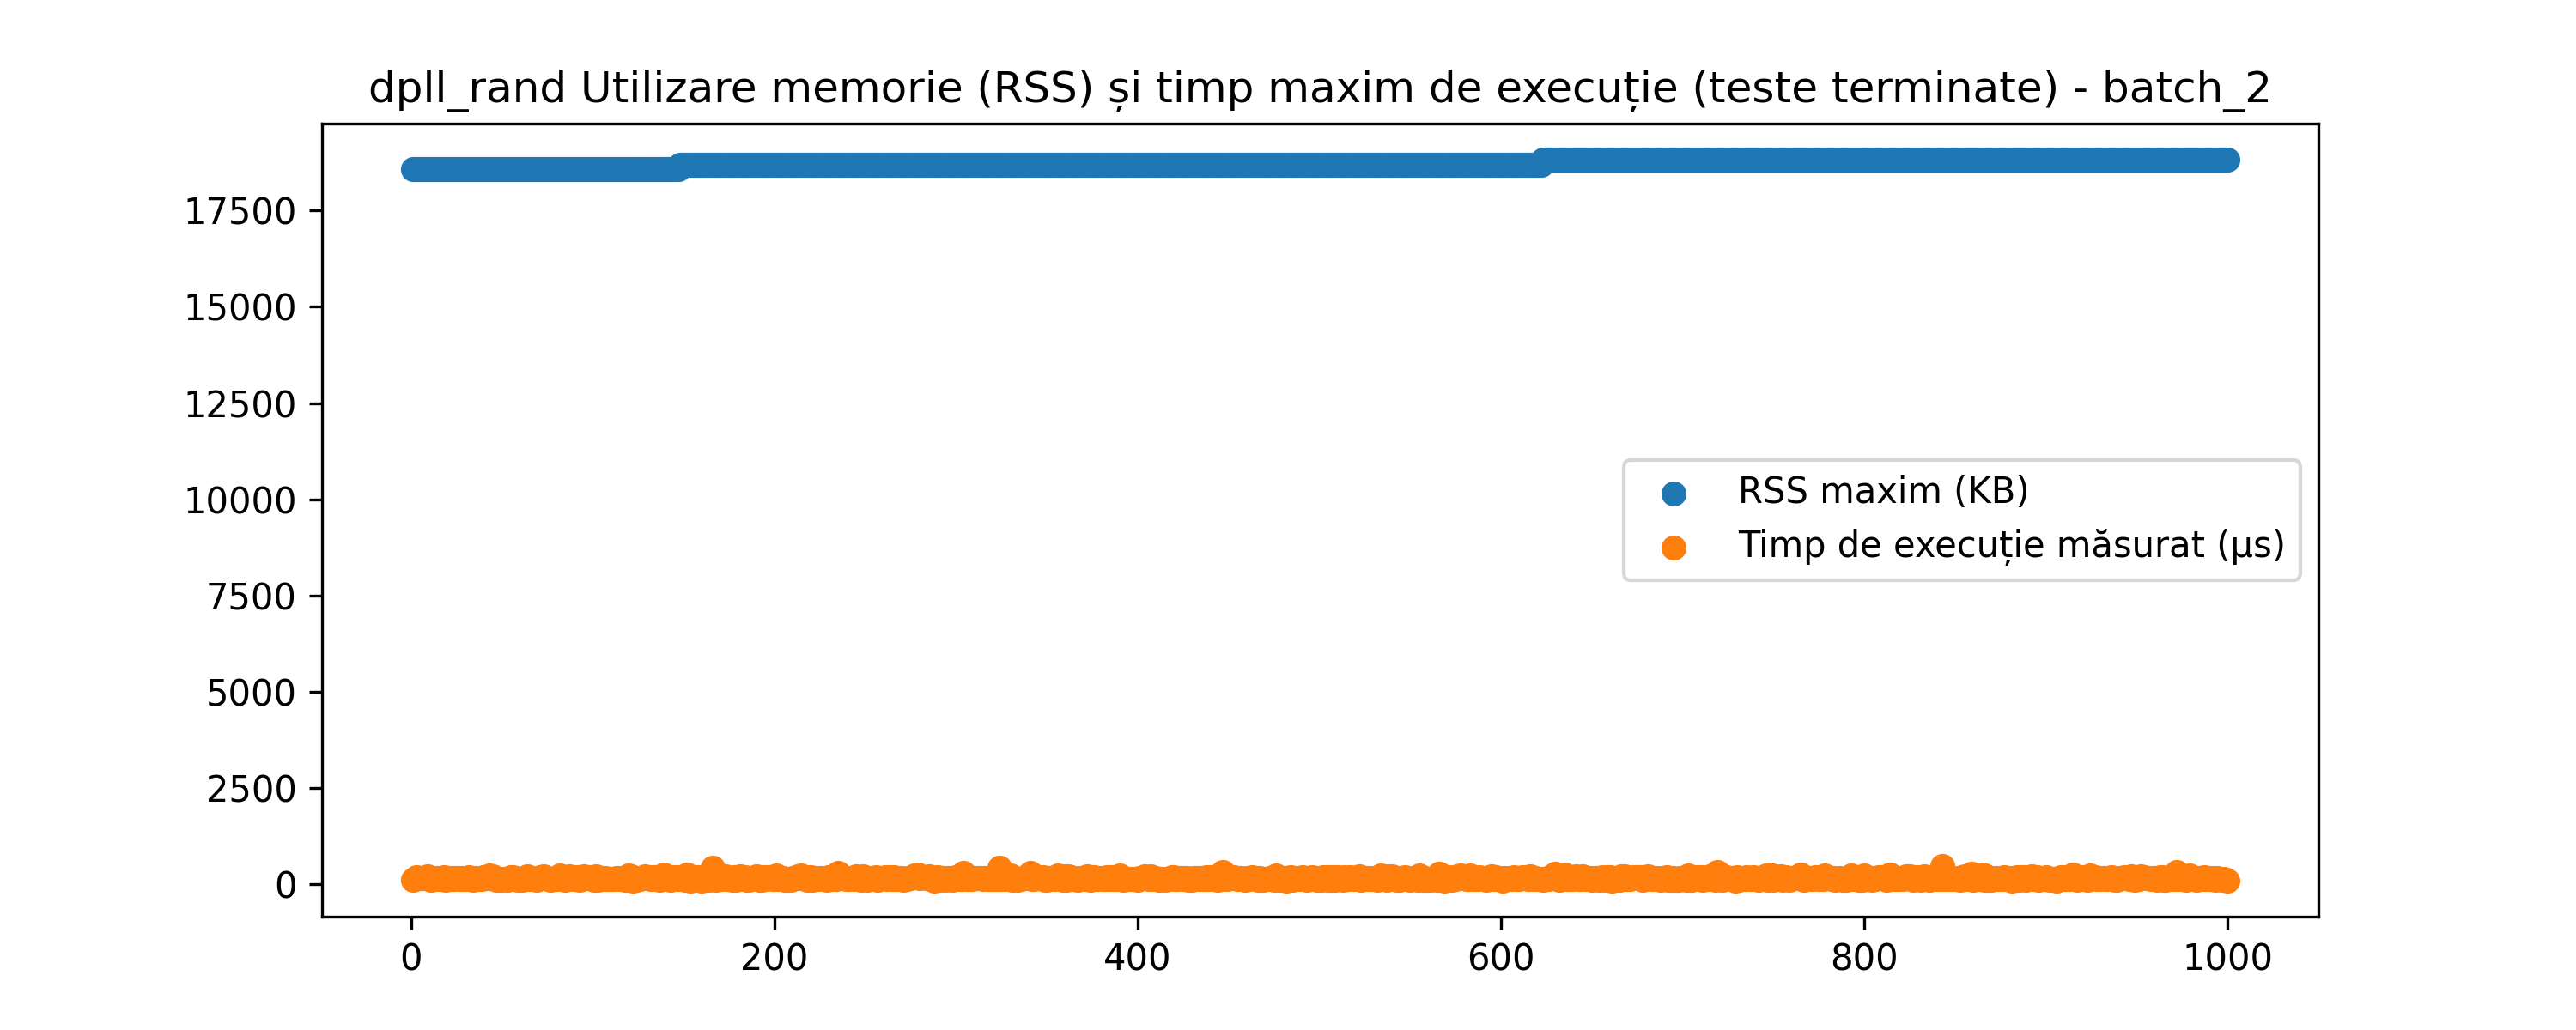 dpll_rand Utilizare memorie (RSS) și timp maxim de execuție (teste terminate) - batch_2
17500
15000
12500
10000
7500
5000
2500
0
RSS maxim (KB)
Timp de execuție măsurat (µs)
0 200 400 600 800 1000